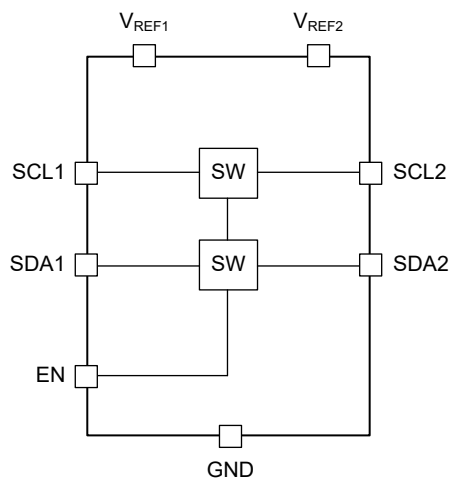 VREF1 VREF2
SCL1 SW SCL2
SDA1 SW SDA2
EN
GND